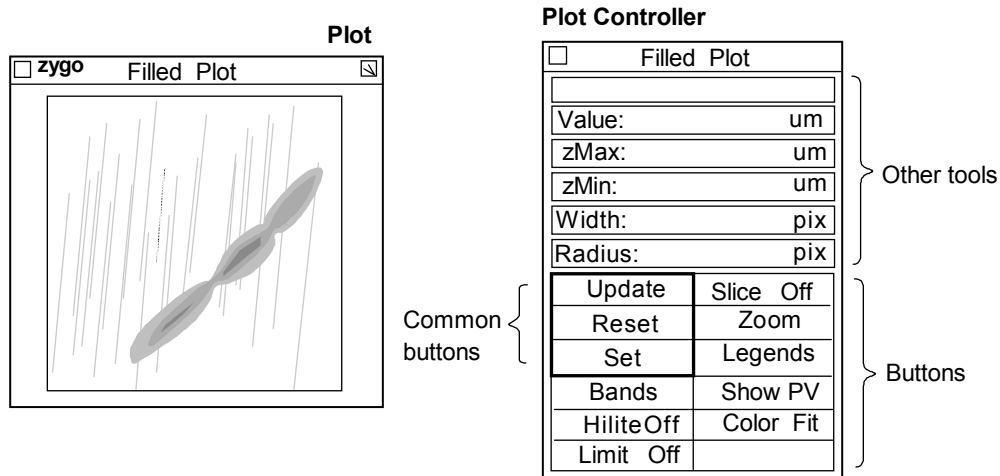 Plot
zygo Filled Plot
Plot Controller
Filled Plot
Value: um
zMax: um
zMin: um
Width: pix
Radius: pix
Other tools
Update Slice Off
Reset Zoom
Set Legends
Bands Show PV
HiliteOff Color Fit
Limit Off
Common
buttons
Buttons